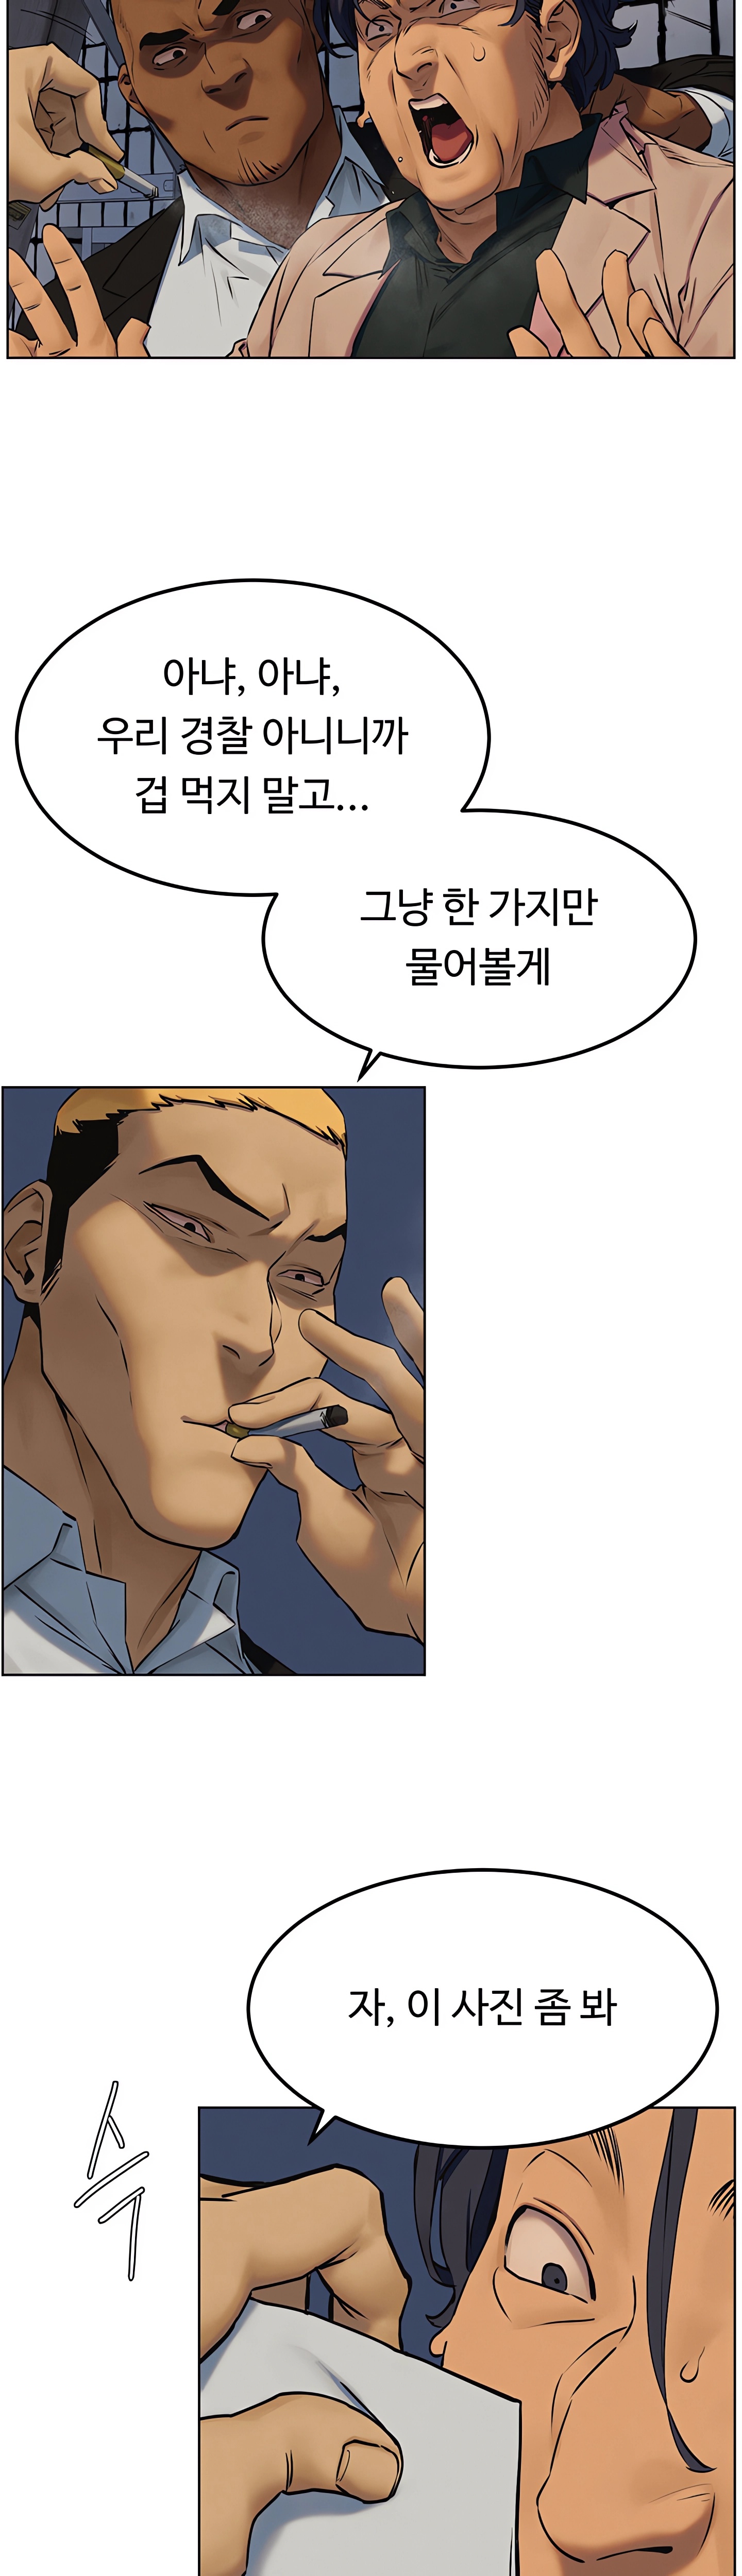 아냐, 아냐,
우리 경찰 아니니까
겁 먹지 말고...
그냥 한 가지만
물어볼게
자, 이 사진 좀 봐
스윽